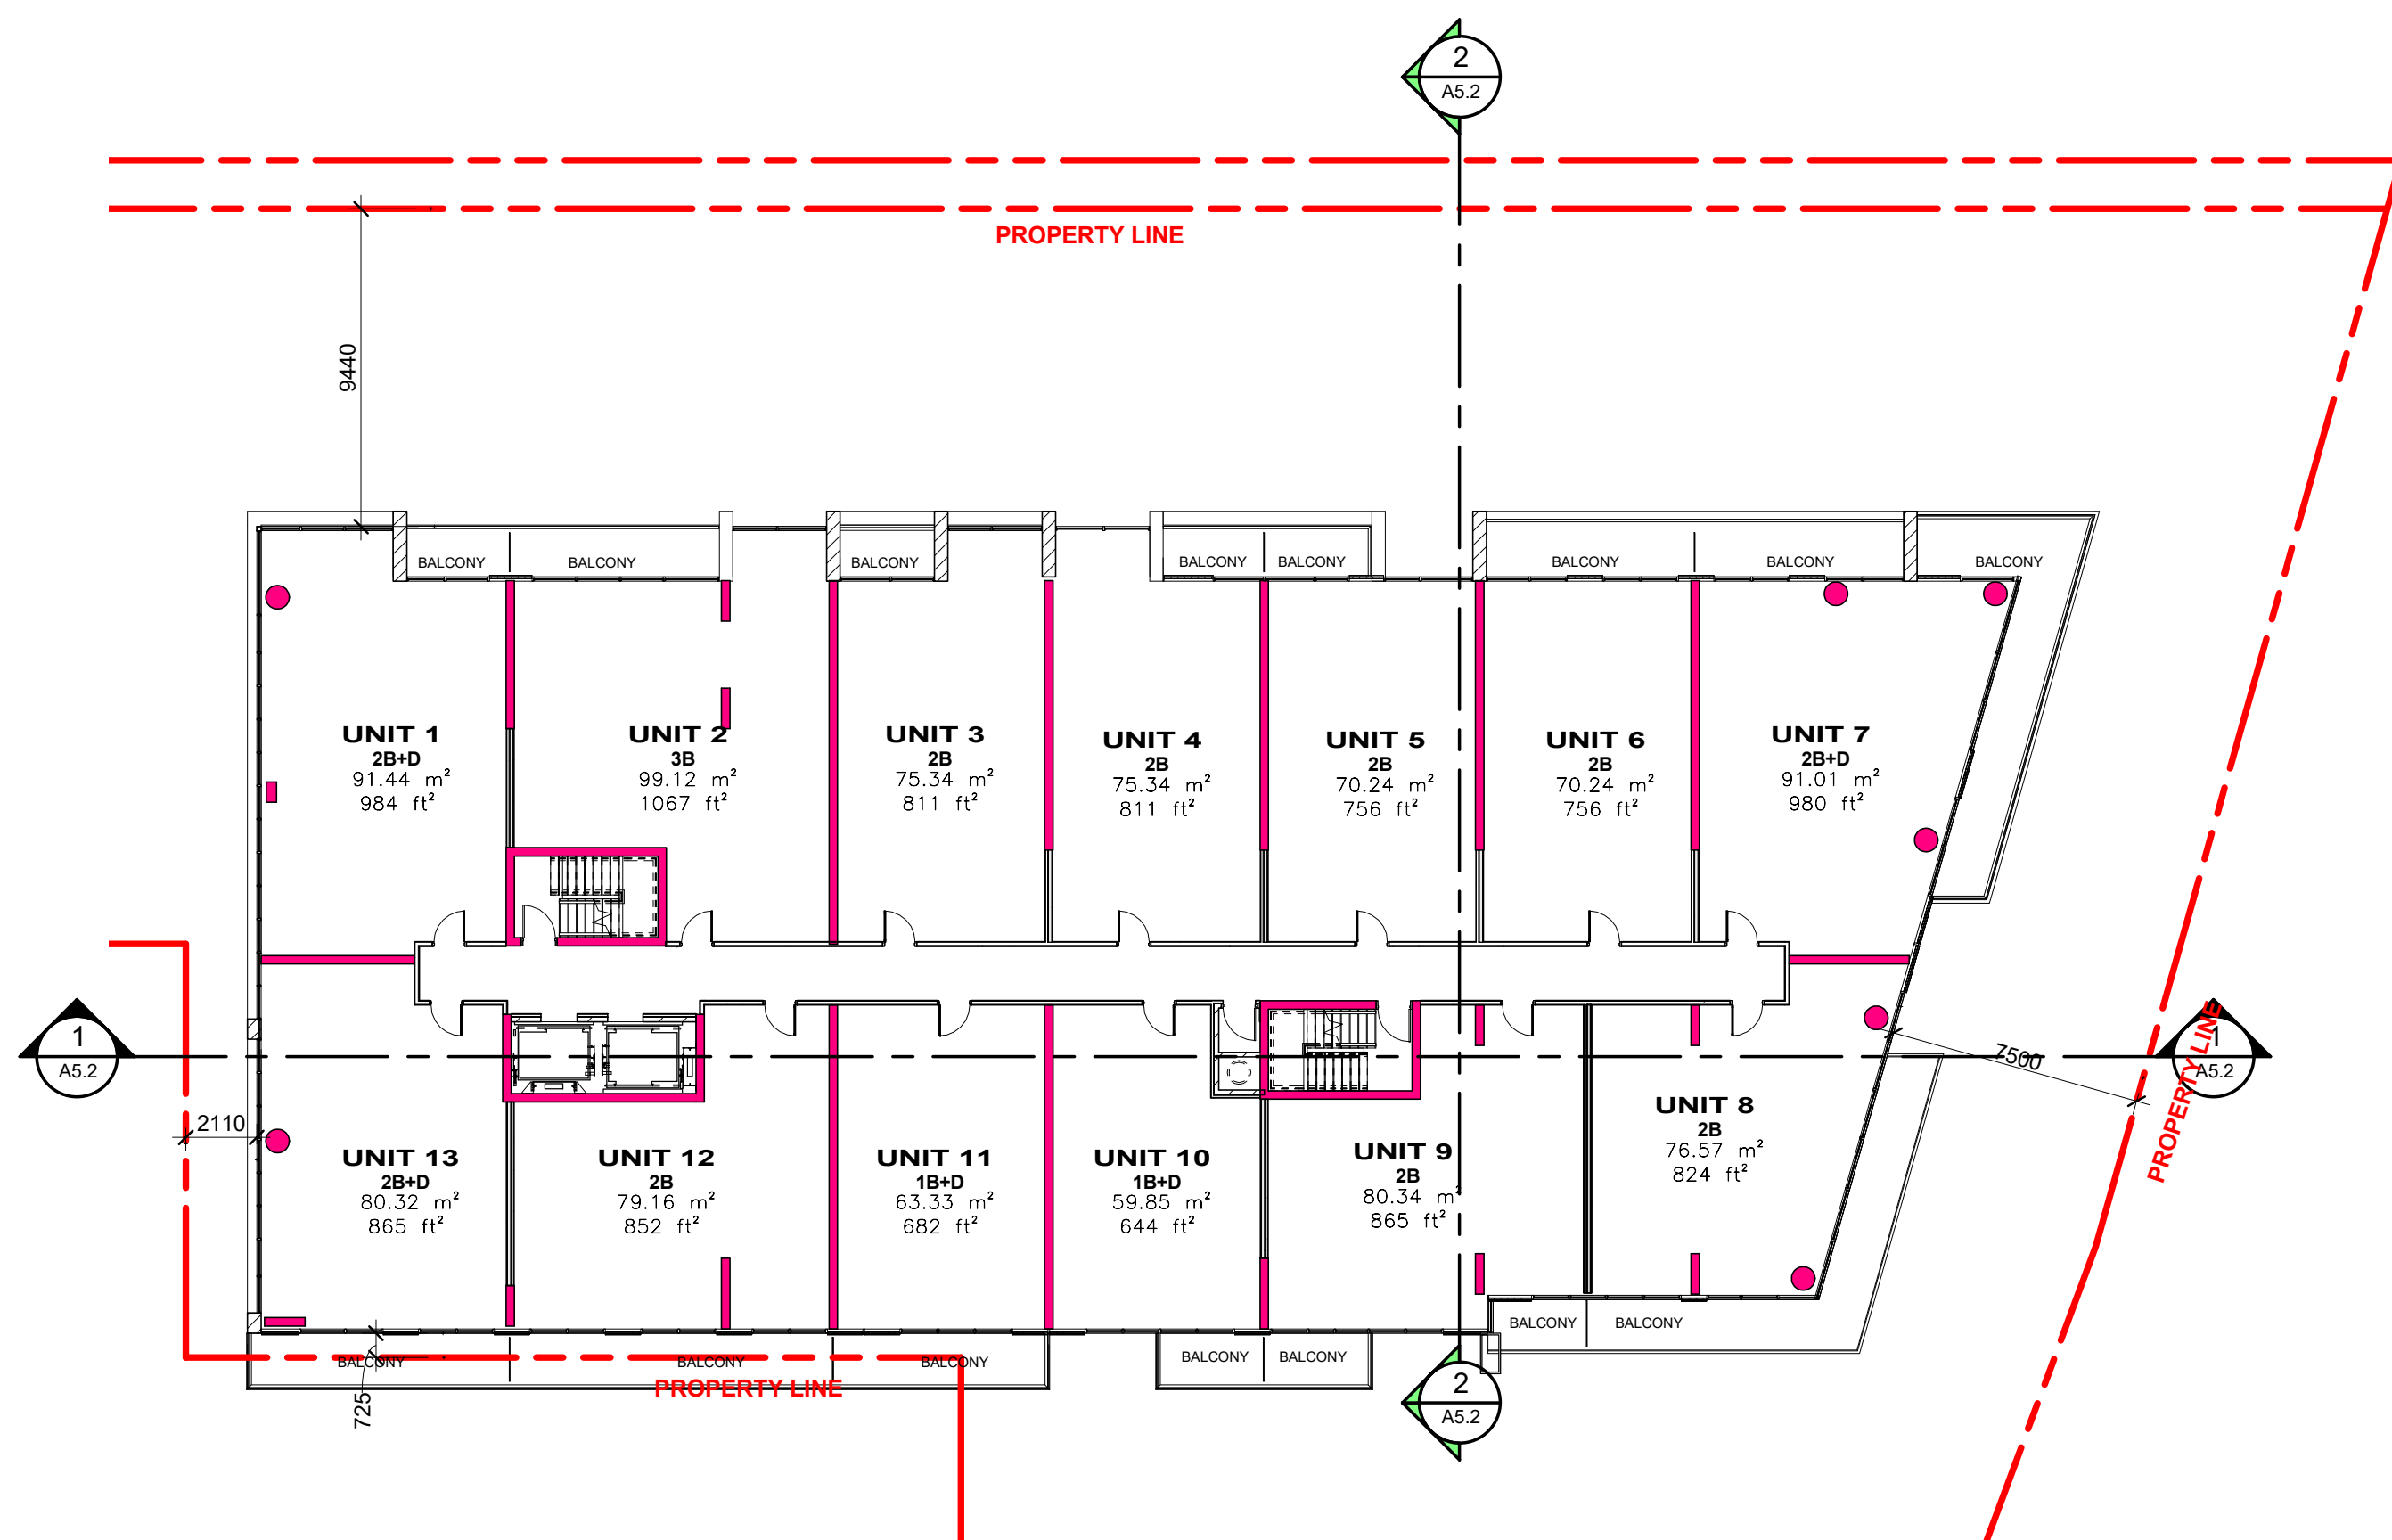 2
A5.2
PROPERTY LINE
9440
BALCONY
BALCONY
BALCONY
BALCONY
BALCONY
BALCONY
BALCONY
BALCONY
UNIT 1
2B+D
91.44 m²
984 ft²
UNIT 2
3B
99.12 m²
1067 ft²
UNIT 3
2B
75.34 m²
811 ft²
UNIT 4
2B
75.34 m²
811 ft²
UNIT 5
2B
70.24 m²
756 ft²
UNIT 6
2B
70.24 m²
756 ft²
UNIT 7
2B+D
91.01 m²
980 ft²
1
A5.2
7500
1
A5.2
PROPERTY LINE
2110
UNIT 13
2B+D
80.32 m²
865 ft²
UNIT 12
2B
79.16 m²
852 ft²
UNIT 11
1B+D
63.33 m²
682 ft²
UNIT 10
1B+D
59.85 m²
644 ft²
UNIT 9
2B
80.34 m²
865 ft²
UNIT 8
2B
76.57 m²
824 ft²
BALCONY
BALCONY
BALCONY
BALCONY
BALCONY
BALCONY
BALCONY
PROPERTY LINE
725
2
A5.2